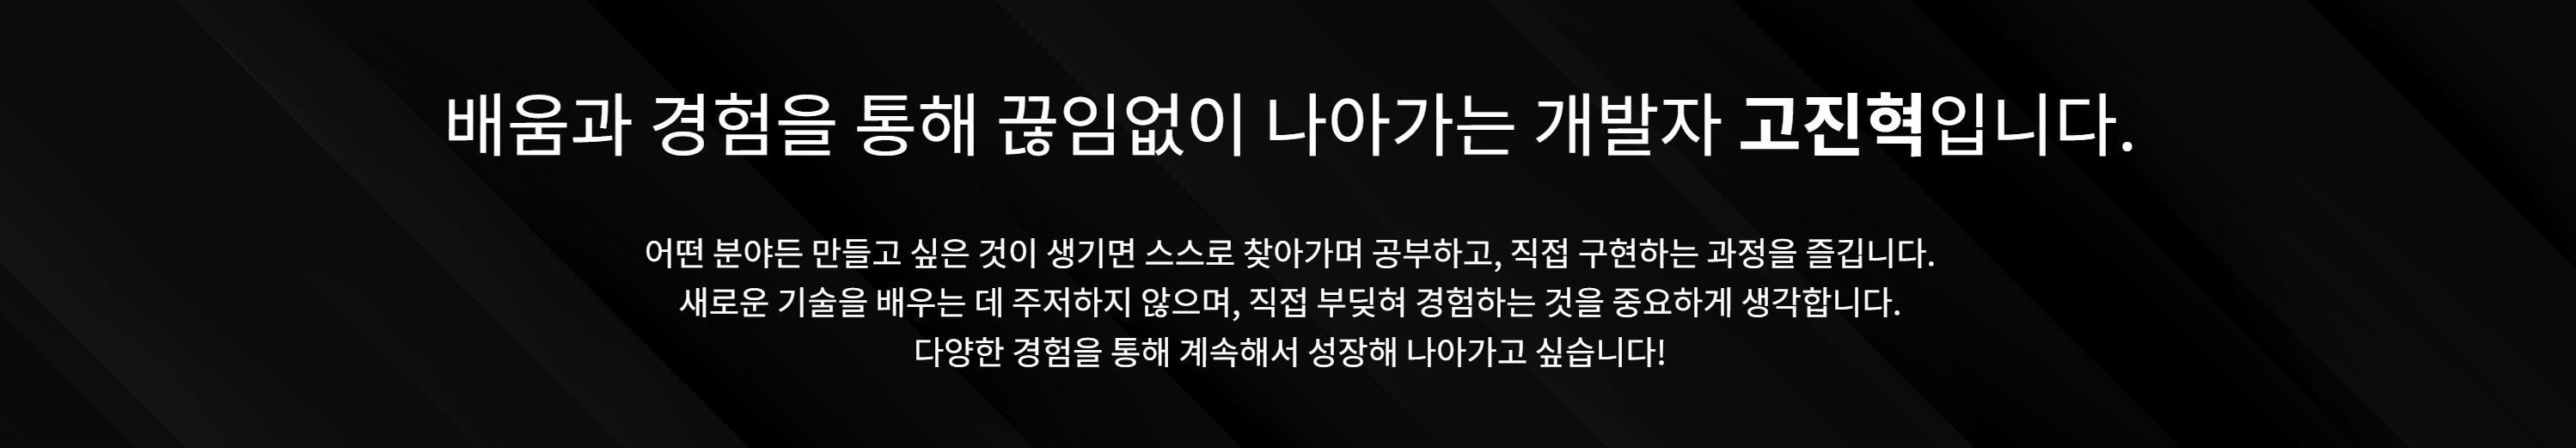 배움과 경험을 통해 끊임없이 나아가는 개발자 고진혁입니다.
어떤 분야든 만들고 싶은 것이 생기면 스스로 찾아가며 공부하고, 직접 구현하는 과정을 즐깁니다.
새로운 기술을 배우는 데 주저하지 않으며, 직접 부딪혀 경험하는 것을 중요하게 생각합니다.
다양한 경험을 통해 계속해서 성장해 나아가고 싶습니다!